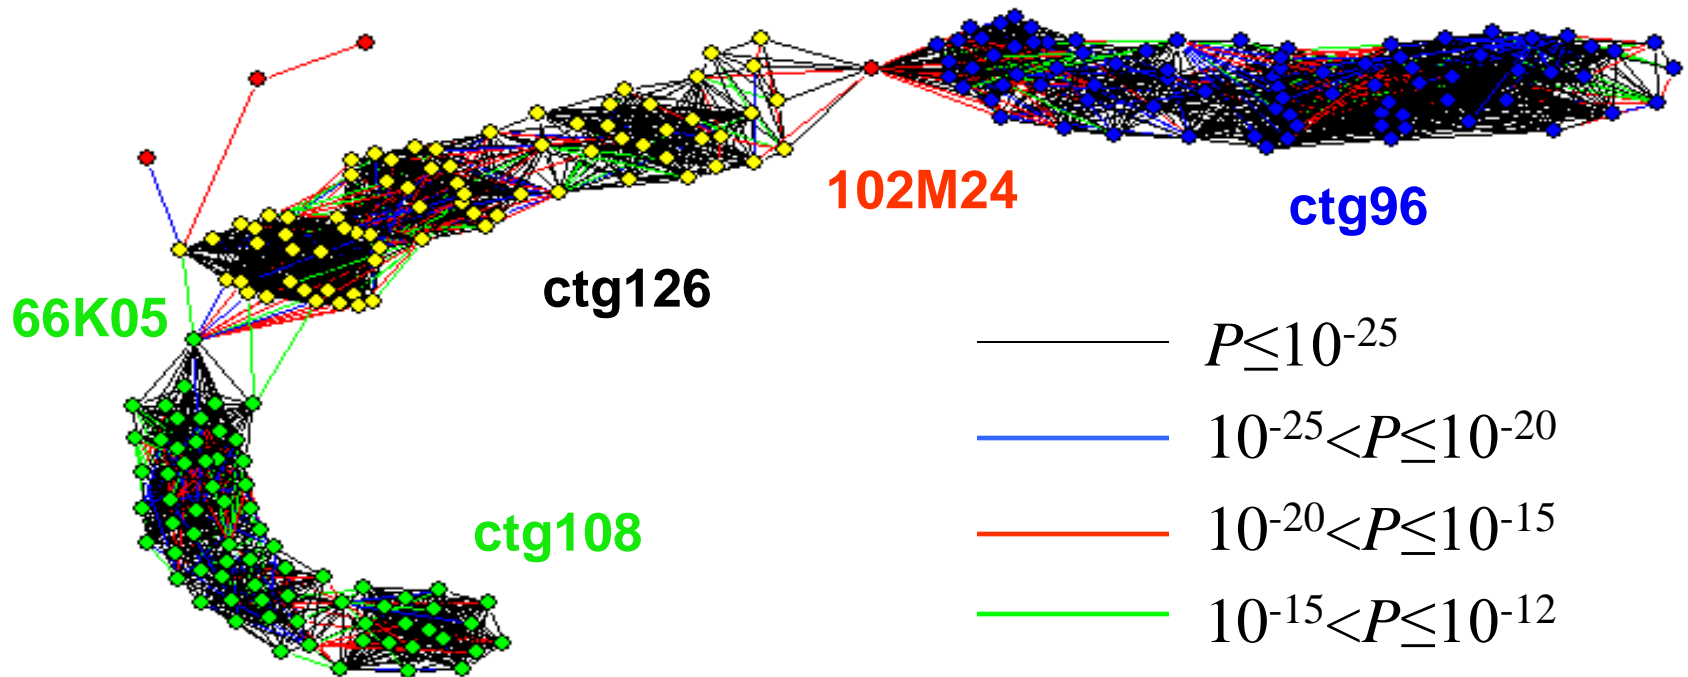 102M24
ctg96
ctg126
66K05
P≤10⁻²⁵
10⁻²⁵<P≤10⁻²⁰
10⁻²⁰<P≤10⁻¹⁵
10⁻¹⁵<P≤10⁻¹²
ctg108